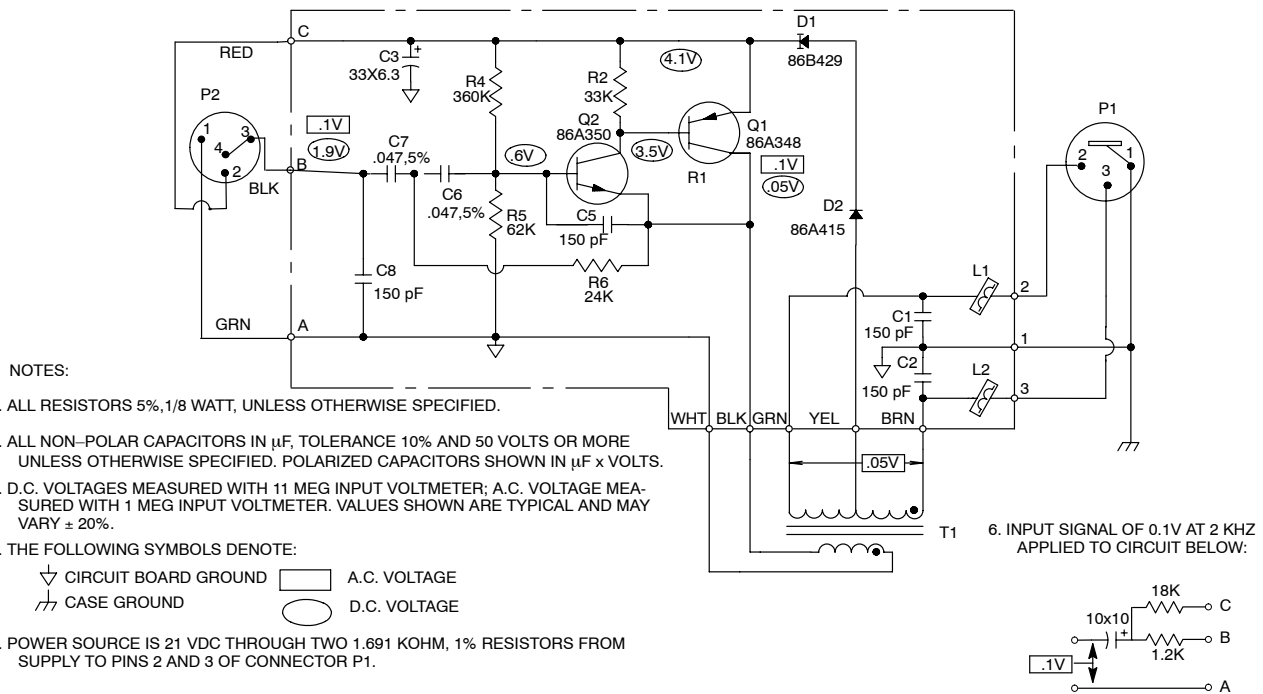 C
RED
P2
1
3
4
2
BLK
GRN
C3
+
33X6.3
R4
360K
R2
33K
4.1V
D1
86B429
P1
2
1
3
.1V
1.9V
B
C7
.047,5%
C6
.047,5%
.6V
Q2
86A350
3.5V
Q1
86A348
R1
.1V
.05V
R5
62K
C5
150 pF
D2
86A415
C8
150 pF
R6
24K
L1
2
C1
150 pF
1
C2
150 pF
L2
3
A
WHT BLK GRN YEL BRN
.05V
T1
NOTES:
. ALL RESISTORS 5%,1/8 WATT, UNLESS OTHERWISE SPECIFIED.
. ALL NON–POLAR CAPACITORS IN μF, TOLERANCE 10% AND 50 VOLTS OR MORE
UNLESS OTHERWISE SPECIFIED. POLARIZED CAPACITORS SHOWN IN μF x VOLTS.
. D.C. VOLTAGES MEASURED WITH 11 MEG INPUT VOLTMETER; A.C. VOLTAGE MEA-
SURED WITH 1 MEG INPUT VOLTMETER. VALUES SHOWN ARE TYPICAL AND MAY
VARY ± 20%.
. THE FOLLOWING SYMBOLS DENOTE:
CIRCUIT BOARD GROUND A.C. VOLTAGE
CASE GROUND D.C. VOLTAGE
. POWER SOURCE IS 21 VDC THROUGH TWO 1.691 KOHM, 1% RESISTORS FROM
SUPPLY TO PINS 2 AND 3 OF CONNECTOR P1.
6. INPUT SIGNAL OF 0.1V AT 2 KHZ
APPLIED TO CIRCUIT BELOW:
18K
C
10x10
+
B
1.2K
.1V
A